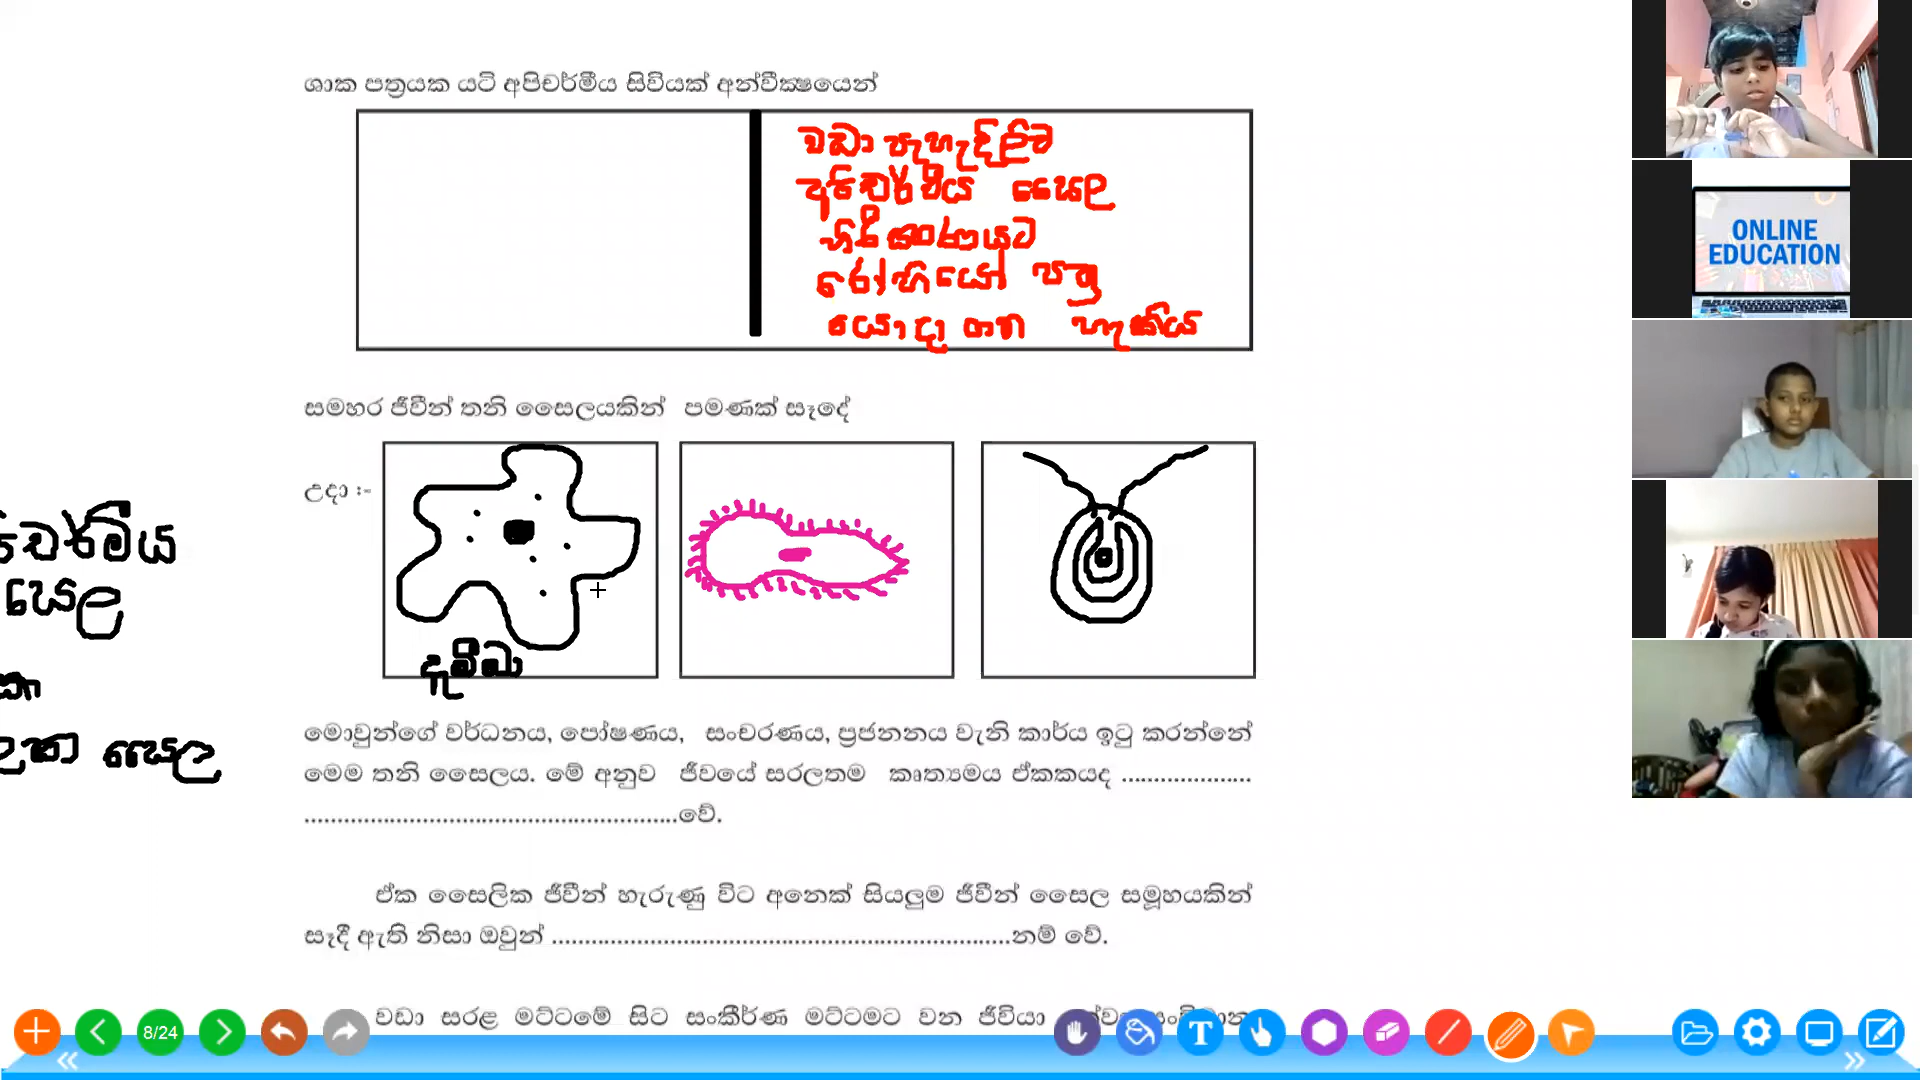 ශාක පත්‍රයක යටි අපිචර්මීය සිවියක් අන්වීක්‍ෂයෙන්
වඩා පැහැදිලිව
අපිචර්මීය සෛල
නිරීක්ෂණයට
රෝහියෝ පත්‍ර
යොදා ගත හැකිය
සමහර ජීවීන් තනි සෛලයකින් පමණක් සෑදේ
උදා :-
ඇමීබා
චර්මීය
සෛල
සෛල
මොවුන්ගේ වර්ධනය, පෝෂණය, සංචරණය, ප්‍රජනනය වැනි කාර්ය ඉටු කරන්නේ
මෙම තනි සෛලය. මේ අනුව ජීවයේ සරලතම කෘත්‍යමය ඒකකයද ....................
..........................................................වේ.
ඒක සෛලික ජීවීන් හැරුණු විට අනෙක් සියලුම ජීවීන් සෛල සමූහයකින්
සෑදී ඇති නිසා ඔවුන් .......................................................................නම් වේ.
වඩා සරළ මට්ටමේ සිට සංකීර්ණ මට්ටමට වන ජීවියා
8/24
T
ONLINE
EDUCATION